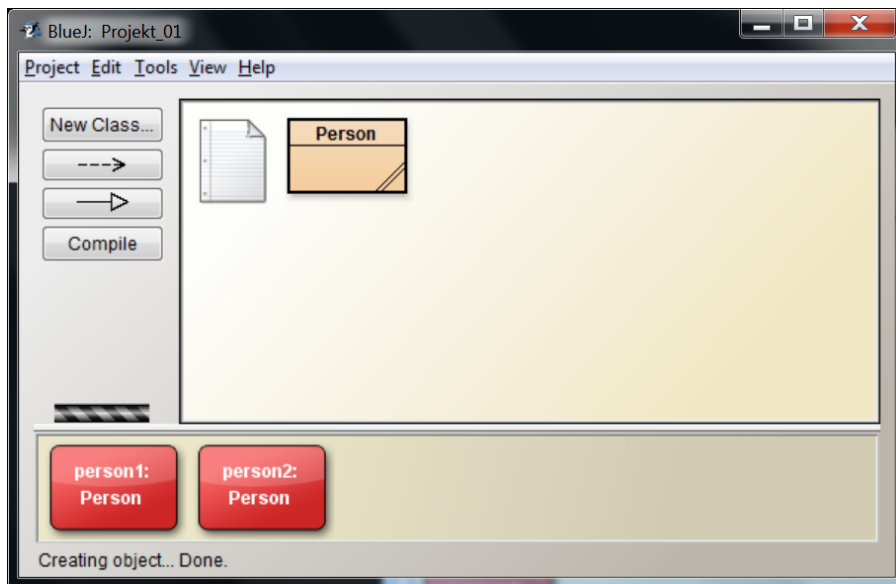 BlueJ: Projekt_01
Project Edit Tools View Help
New Class...
Compile
Person
person1:
Person
person2:
Person
Creating object... Done.